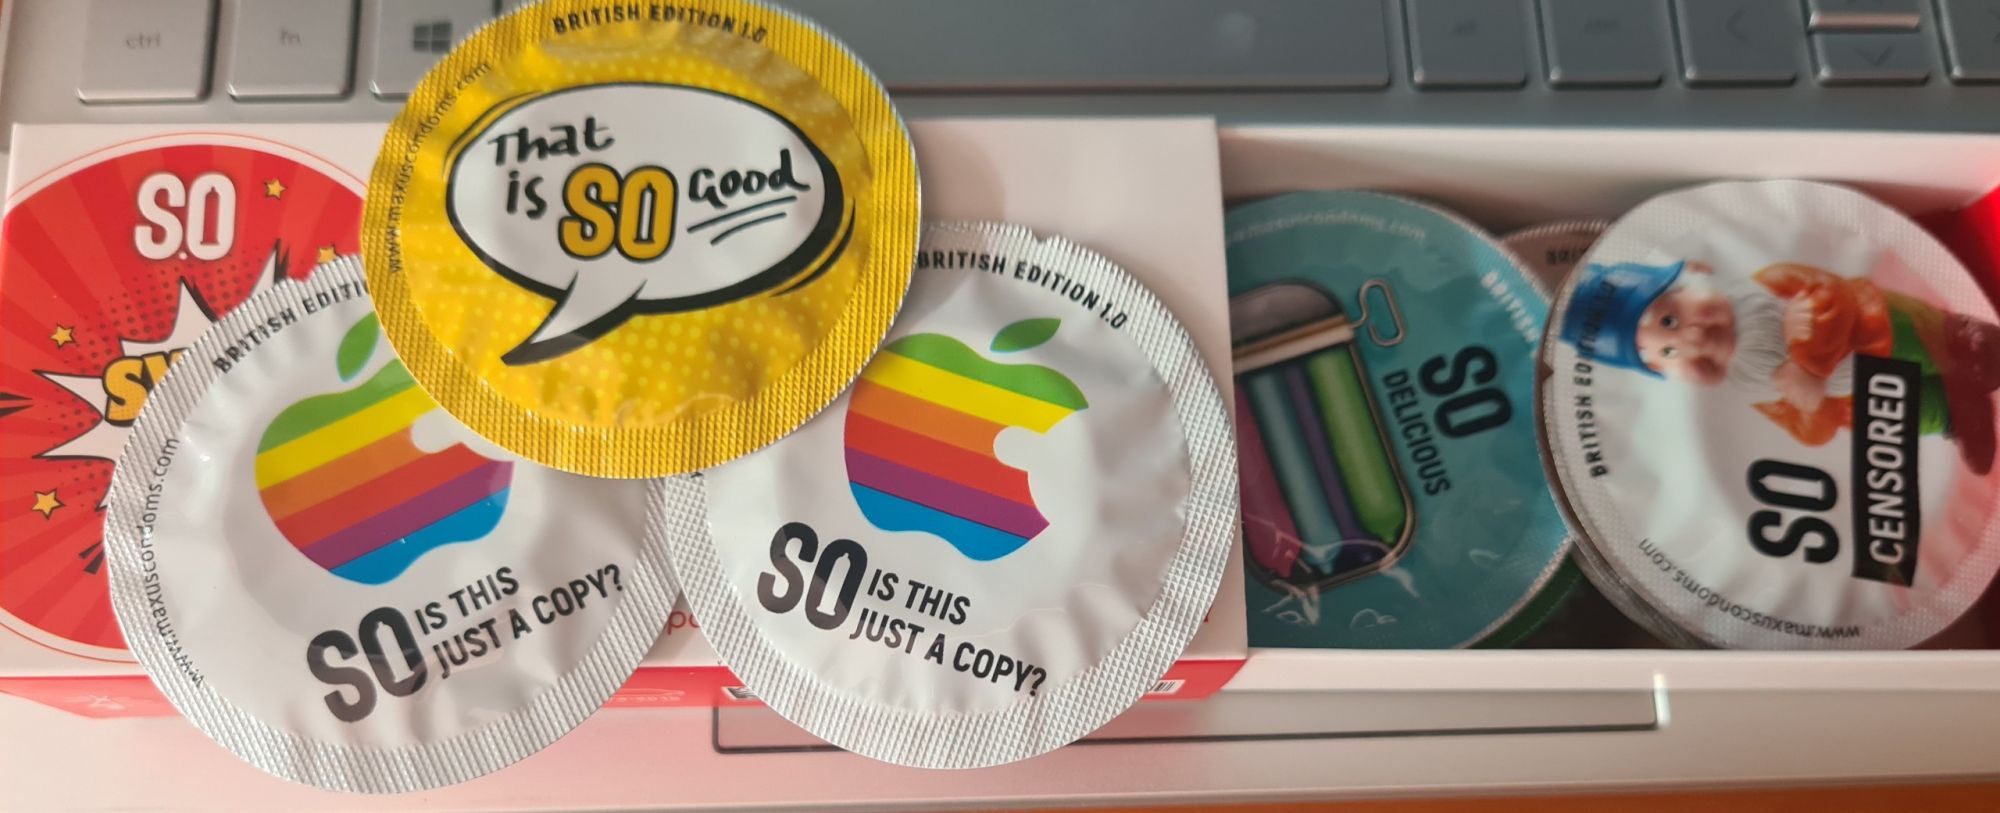 ctrl
fn
BRITISH EDITION 1.0
www.maxuscondoms.com
That
is SO Good
SO
BRITISH EDITI
www.maxuscondoms.com
SO IS THIS
JUST A COPY?
BRITISH EDITION 1.0
SO IS THIS
JUST A COPY?
BRITISH
SO
DELICIOUS
BRITISH
SO
CENSORED
www.maxuscondoms.com